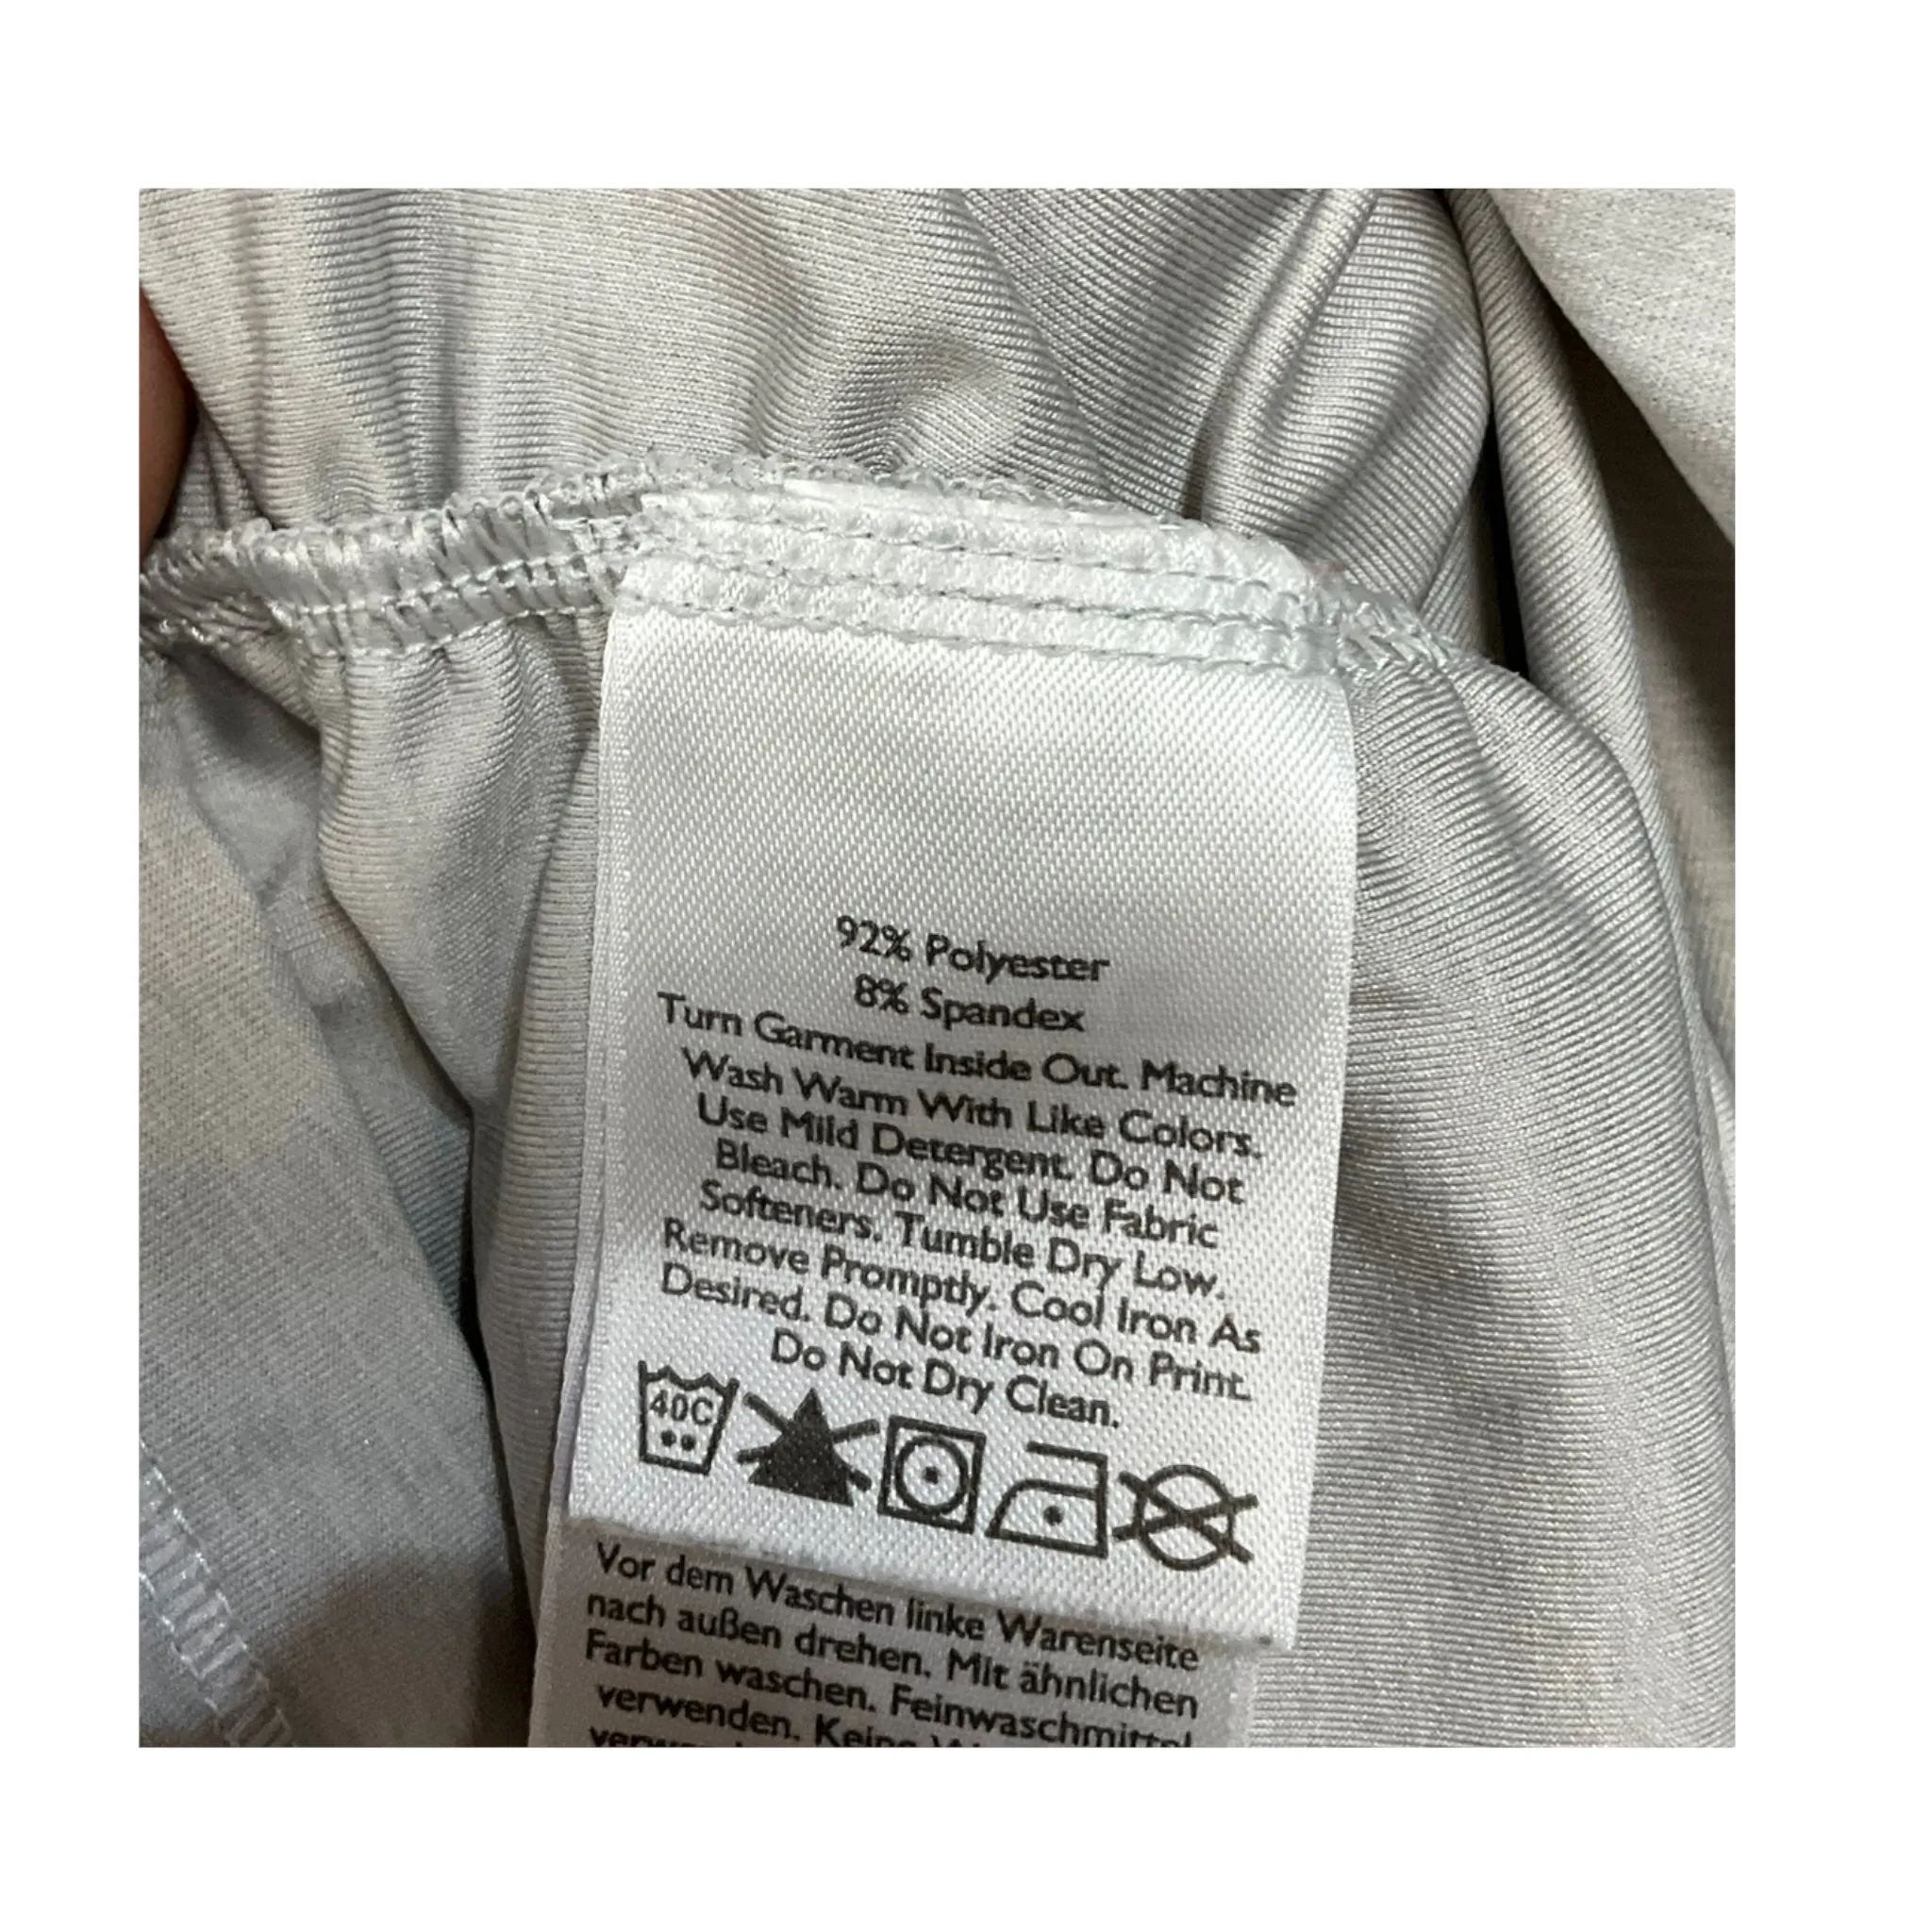 92% Polyester
8% Spandex
Turn Garment Inside Out. Machine
Wash Warm With Like Colors.
Use Mild Detergent. Do Not
Bleach. Do Not Use Fabric
Softeners. Tumble Dry Low.
Remove Promptly. Cool Iron As
Desired. Do Not Iron On Print.
Do Not Dry Clean.
40C
Vor dem Waschen linke Warenseite
nach außen drehen. Mit ähnlichen
Farben waschen. Feinwaschmittel
verwenden. Keine